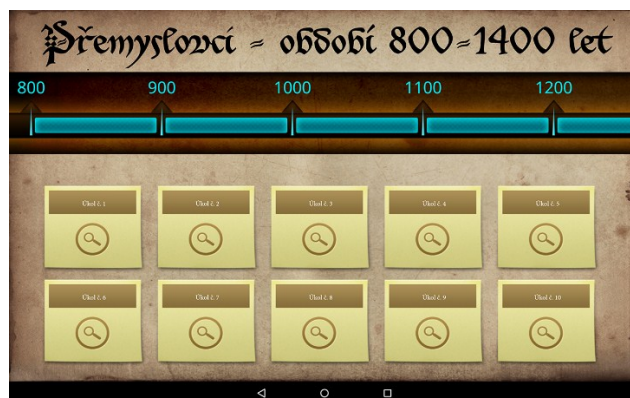 Přemyslovci - období 800-1400 let
800 900 1000 1100 1200
Úkol č. 1 Úkol č. 2 Úkol č. 3 Úkol č. 4 Úkol č. 5
Úkol č. 6 Úkol č. 7 Úkol č. 8 Úkol č. 9 Úkol č. 10